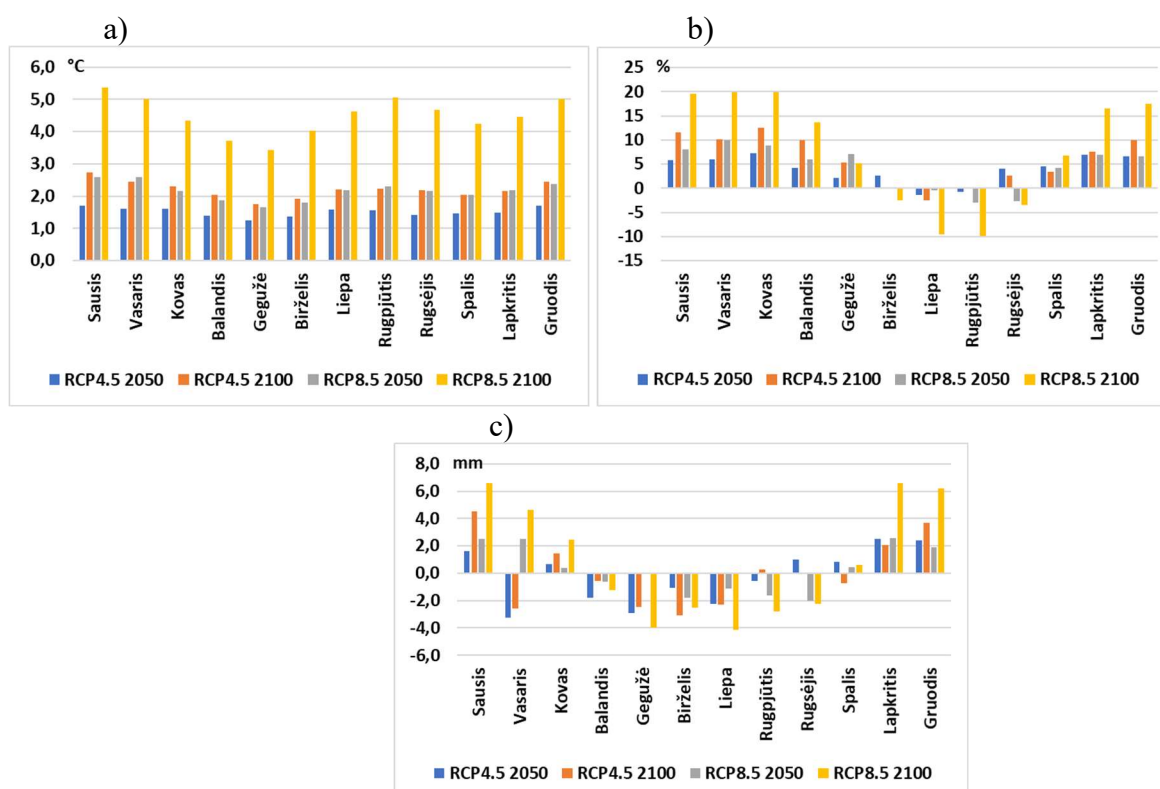 a)
6,0 °C
5,0
4,0
3,0
2,0
1,0
0,0
Sausis
Vasaris
Kovas
Balandis
Gegužė
Birželis
Liepa
Rugpjūtis
Rugsėjis
Spalis
Lapkritis
Gruodis
RCP4.5 2050 RCP4.5 2100 RCP8.5 2050 RCP8.5 2100
b)
25 %
20
15
10
5
0
-5
-10
-15
Sausis
Vasaris
Kovas
Balandis
Gegužė
Birželis
Liepa
Rugpjūtis
Rugsėjis
Spalis
Lapkritis
Gruodis
RCP4.5 2050 RCP4.5 2100 RCP8.5 2050 RCP8.5 2100
c)
8,0 mm
6,0
4,0
2,0
0,0
-2,0
-4,0
-6,0
Sausis
Vasaris
Kovas
Balandis
Gegužė
Birželis
Liepa
Rugpjūtis
Rugsėjis
Spalis
Lapkritis
Gruodis
RCP4.5 2050 RCP4.5 2100 RCP8.5 2050 RCP8.5 2100